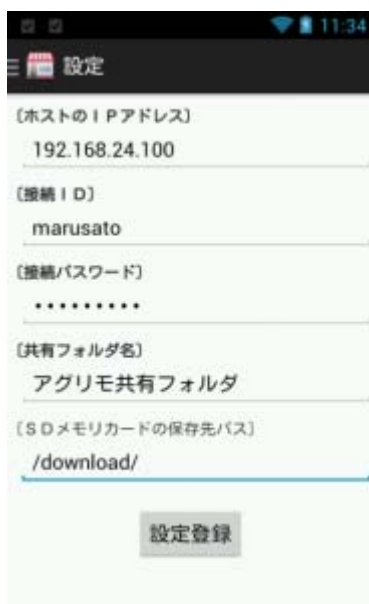 11:34
設定
〔ホストのＩＰアドレス〕
192.168.24.100
〔接続ＩＤ〕
marusato
〔接続パスワード〕
•••••••••
〔共有フォルダ名〕
アグリモ共有フォルダ
〔ＳＤメモリカードの保存先パス〕
/download/
設定登録